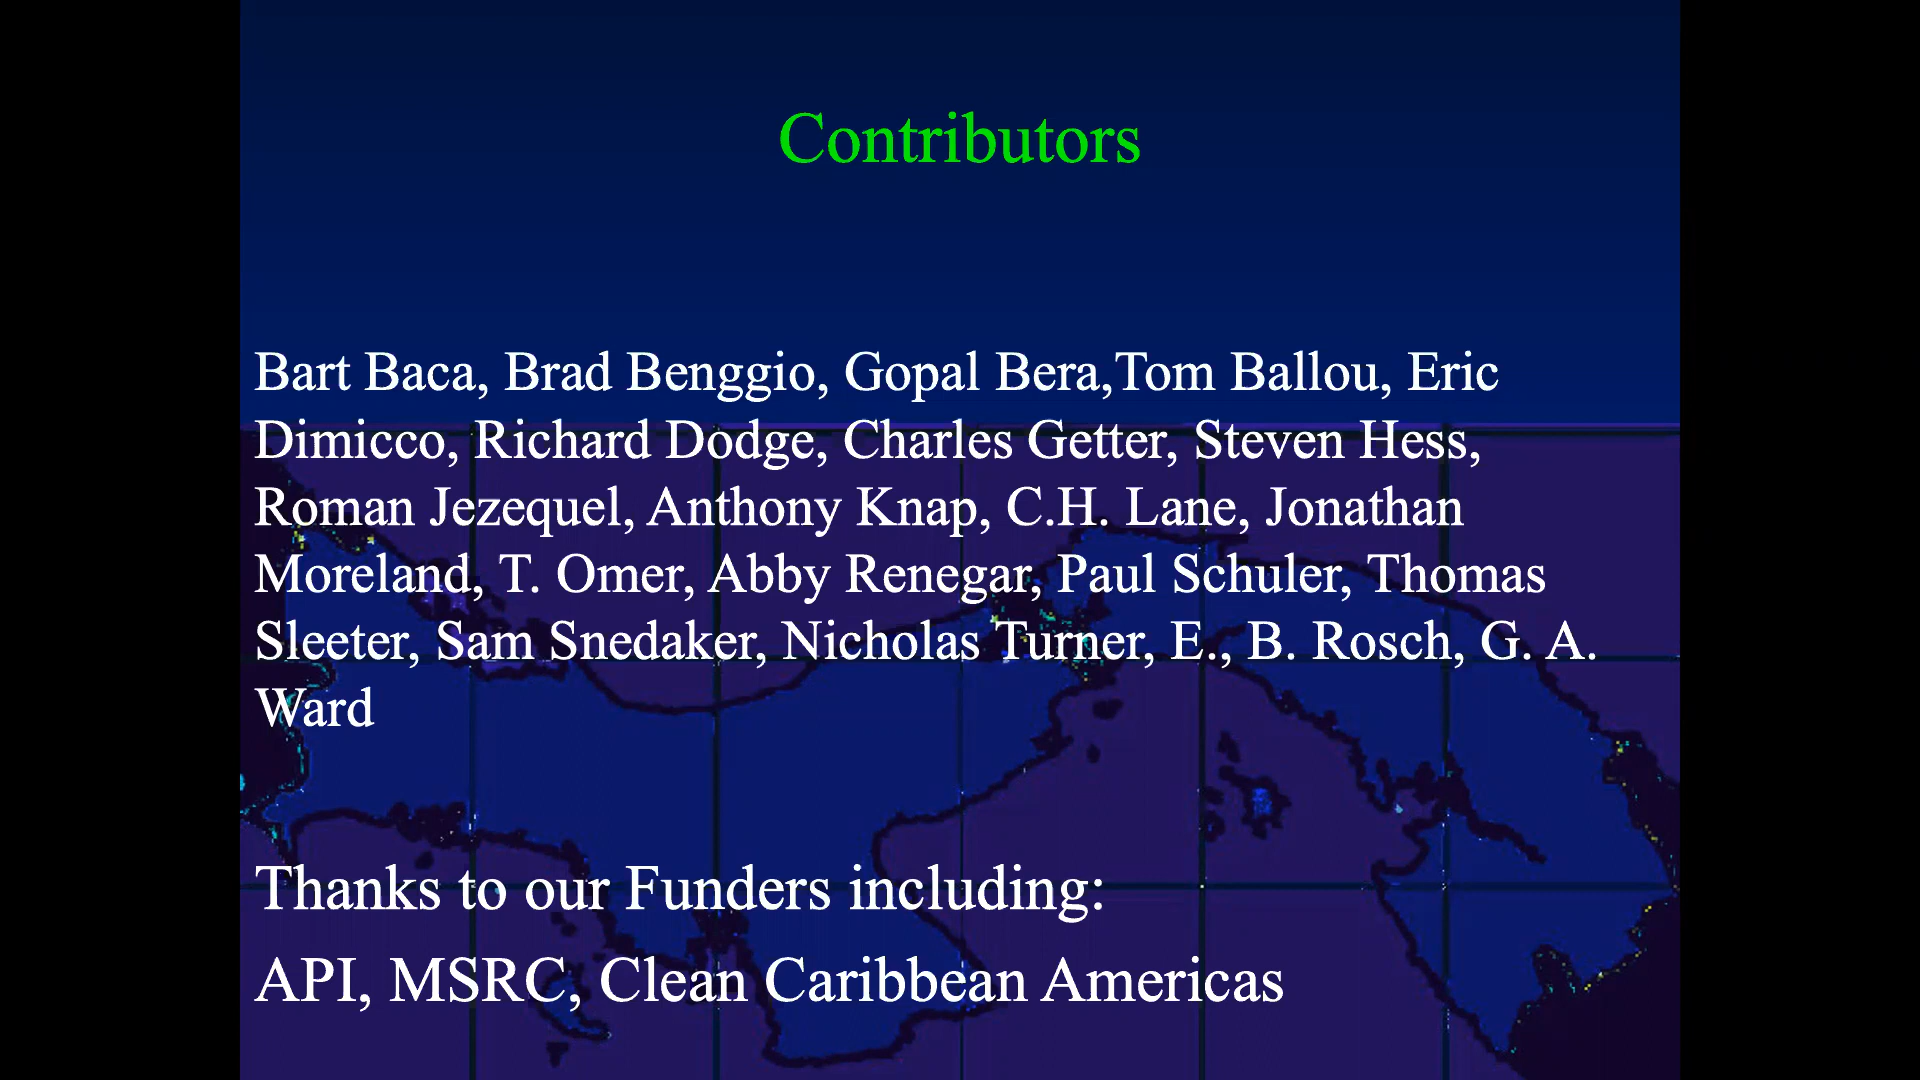 Contributors
Bart Baca, Brad Benggio, Gopal Bera,Tom Ballou, Eric
Dimicco, Richard Dodge, Charles Getter, Steven Hess,
Roman Jezequel, Anthony Knap, C.H. Lane, Jonathan
Moreland, T. Omer, Abby Renegar, Paul Schuler, Thomas
Sleeter, Sam Snedaker, Nicholas Turner, E., B. Rosch, G. A.
Ward
Thanks to our Funders including:
API, MSRC, Clean Caribbean Americas